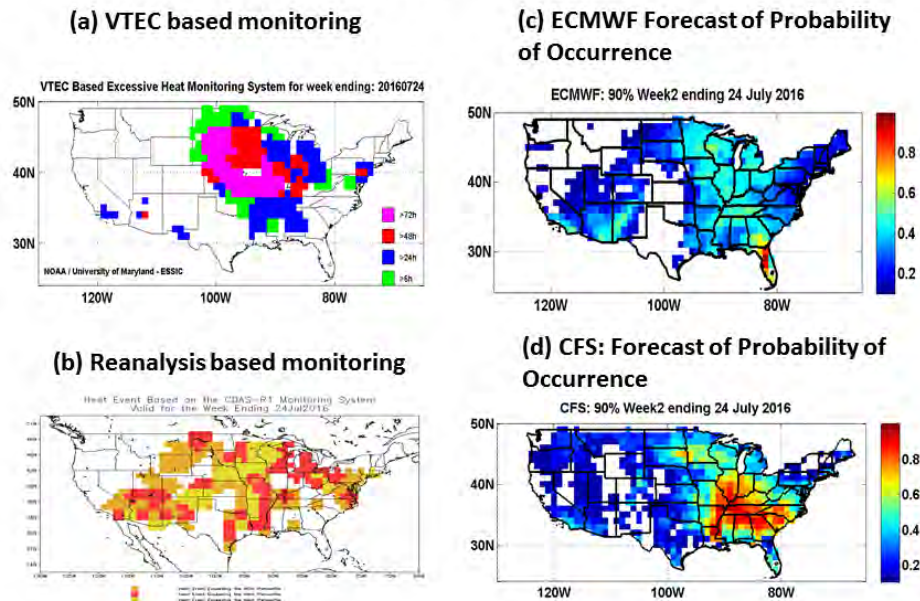 (a) VTEC based monitoring
VTEC Based Excessive Heat Monitoring System for week ending: 20160724
50N
40N
30N
120W
100W
80W
>72h
>48h
>24h
>6h
NOAA / University of Maryland - ESSIC
(b) Reanalysis based monitoring
Heat Event Based on the CDAS-R1 Monitoring System
Valid for the Week Ending 24Jul2016
(c) ECMWF Forecast of Probability
of Occurrence
ECMWF: 90% Week2 ending 24 July 2016
50N
40N
30N
120W
100W
80W
0.8
0.6
0.4
0.2
(d) CFS: Forecast of Probability of
Occurrence
CFS: 90% Week2 ending 24 July 2016
50N
40N
30N
120W
100W
80W
0.8
0.6
0.4
0.2